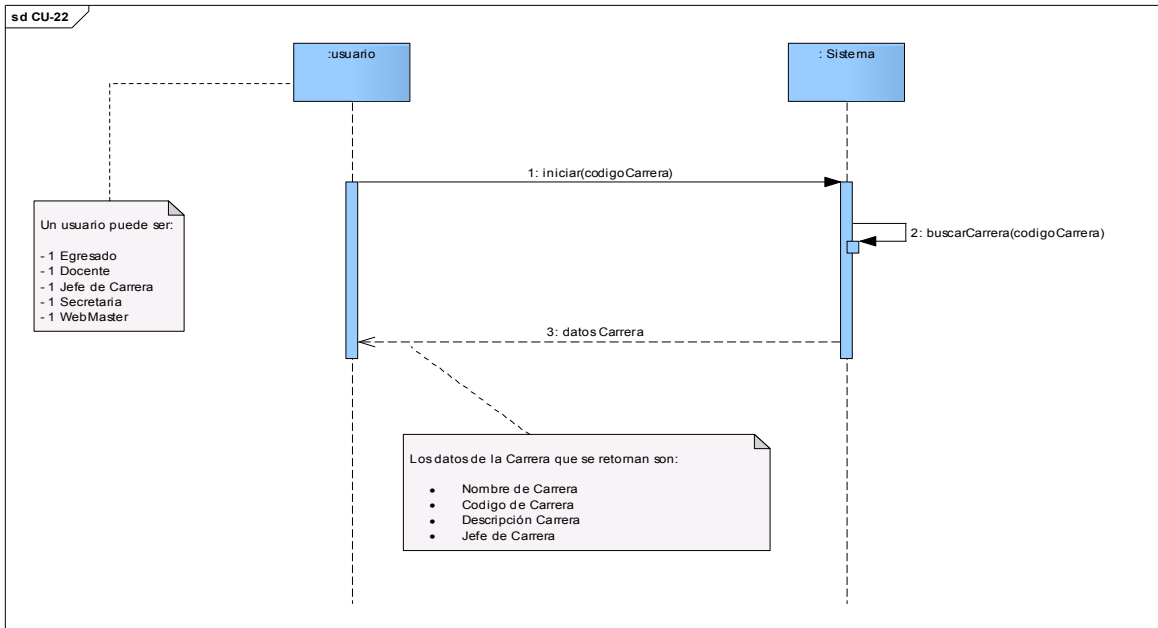 sd CU-22
:usuario
: Sistema
1: iniciar(codigoCarrera)
2: buscarCarrera(codigoCarrera)
Un usuario puede ser:
- 1 Egresado
- 1 Docente
- 1 Jefe de Carrera
- 1 Secretaria
- 1 WebMaster
3: datosCarrera
Los datos de la Carrera que se retornan son:
• Nombre de Carrera
• Codigo de Carrera
• Descripción Carrera
• Jefe de Carrera